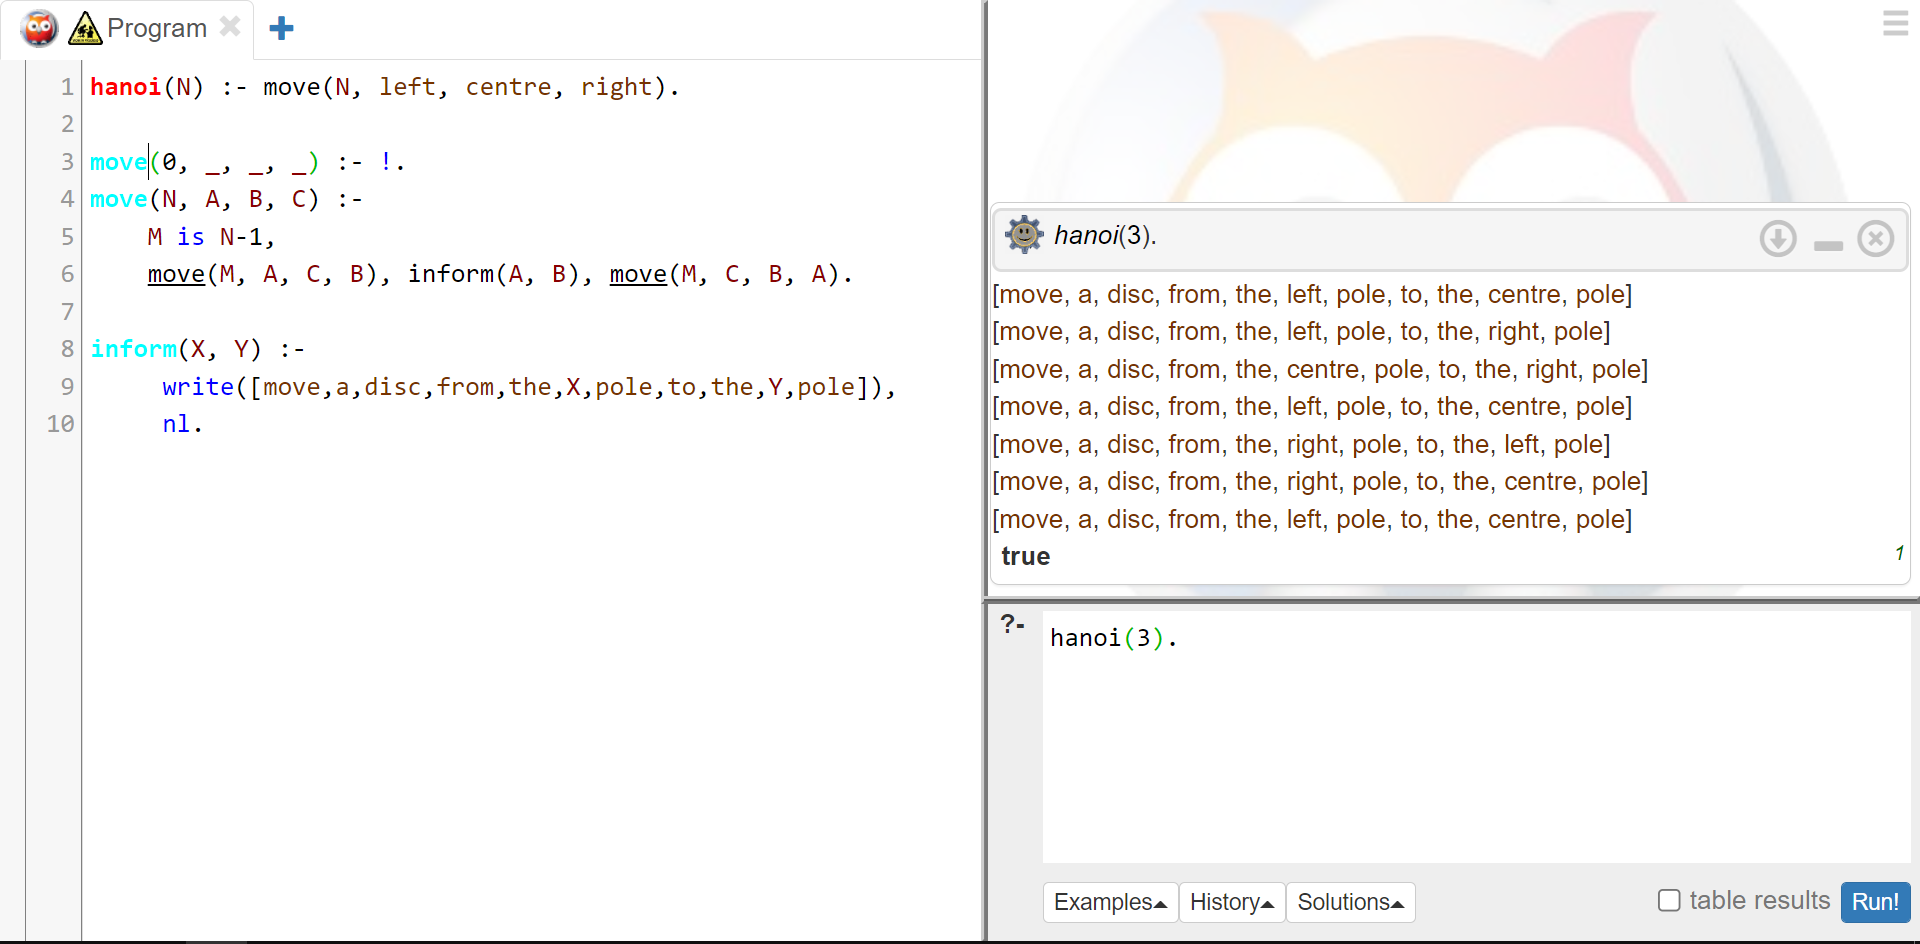 Program
1 hanoi(N) :- move(N, left, centre, right).
2
3 move(0, _, _, _) :- !.
4 move(N, A, B, C) :-
5     M is N-1,
6     move(M, A, C, B), inform(A, B), move(M, C, B, A).
7
8 inform(X, Y) :-
9      write([move,a,disc,from,the,X,pole,to,the,Y,pole]),
10      nl.
hanoi(3).
[move, a, disc, from, the, left, pole, to, the, centre, pole]
[move, a, disc, from, the, left, pole, to, the, right, pole]
[move, a, disc, from, the, centre, pole, to, the, right, pole]
[move, a, disc, from, the, left, pole, to, the, centre, pole]
[move, a, disc, from, the, right, pole, to, the, left, pole]
[move, a, disc, from, the, right, pole, to, the, centre, pole]
[move, a, disc, from, the, left, pole, to, the, centre, pole]
true 1
?- hanoi(3).
Examples History Solutions table results Run!